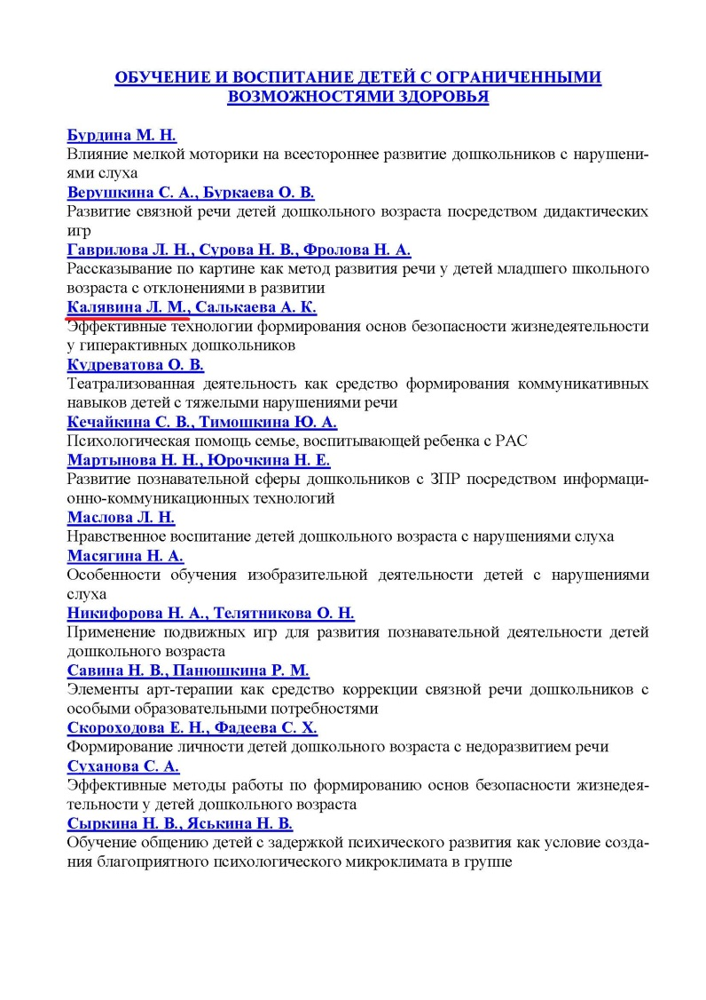 ОБУЧЕНИЕ И ВОСПИТАНИЕ ДЕТЕЙ С ОГРАНИЧЕННЫМИ
ВОЗМОЖНОСТЯМИ ЗДОРОВЬЯ
Бурдина М. Н.
Влияние мелкой моторики на всестороннее развитие дошкольников с нарушени-
ями слуха
Верушкина С. А., Буркаева О. В.
Развитие связной речи детей дошкольного возраста посредством дидактических
игр
Гаврилова Л. Н., Сурова Н. В., Фролова Н. А.
Рассказывание по картине как метод развития речи у детей младшего школьного
возраста с отклонениями в развитии
Калявина Л. М., Салькаева А. К.
Эффективные технологии формирования основ безопасности жизнедеятельности
у гиперактивных дошкольников
Кудреватова О. В.
Театрализованная деятельность как средство формирования коммуникативных
навыков детей с тяжелыми нарушениями речи
Кечайкина С. В., Тимошкина Ю. А.
Психологическая помощь семье, воспитывающей ребенка с РАС
Мартынова Н. Н., Юрочкина Н. Е.
Развитие познавательной сферы дошкольников с ЗПР посредством информаци-
онно-коммуникационных технологий
Маслова Л. Н.
Нравственное воспитание детей дошкольного возраста с нарушениями слуха
Масягина Н. А.
Особенности обучения изобразительной деятельности детей с нарушениями
слуха
Никифорова Н. А., Телятникова О. Н.
Применение подвижных игр для развития познавательной деятельности детей
дошкольного возраста
Савина Н. В., Панюшкина Р. М.
Элементы арт-терапии как средство коррекции связной речи дошкольников с
особыми образовательными потребностями
Скороходова Е. Н., Фадеева С. Х.
Формирование личности детей дошкольного возраста с недоразвитием речи
Суханова С. А.
Эффективные методы работы по формированию основ безопасности жизнедея-
тельности у детей дошкольного возраста
Сыркина Н. В., Яськина Н. В.
Обучение общению детей с задержкой психического развития как условие созда-
ния благоприятного психологического микроклимата в группе